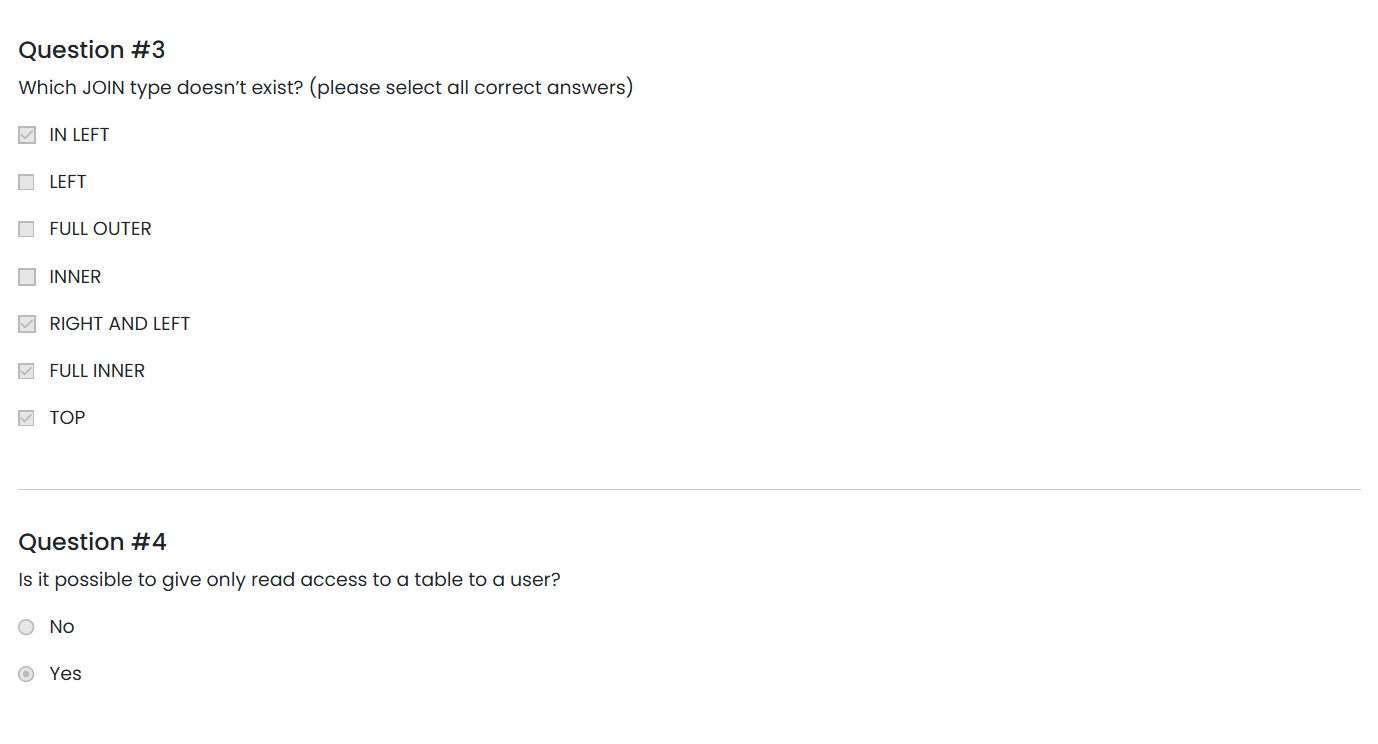 Question #3
Which JOIN type doesn’t exist? (please select all correct answers)
IN LEFT
LEFT
FULL OUTER
INNER
RIGHT AND LEFT
FULL INNER
TOP
Question #4
Is it possible to give only read access to a table to a user?
No
Yes